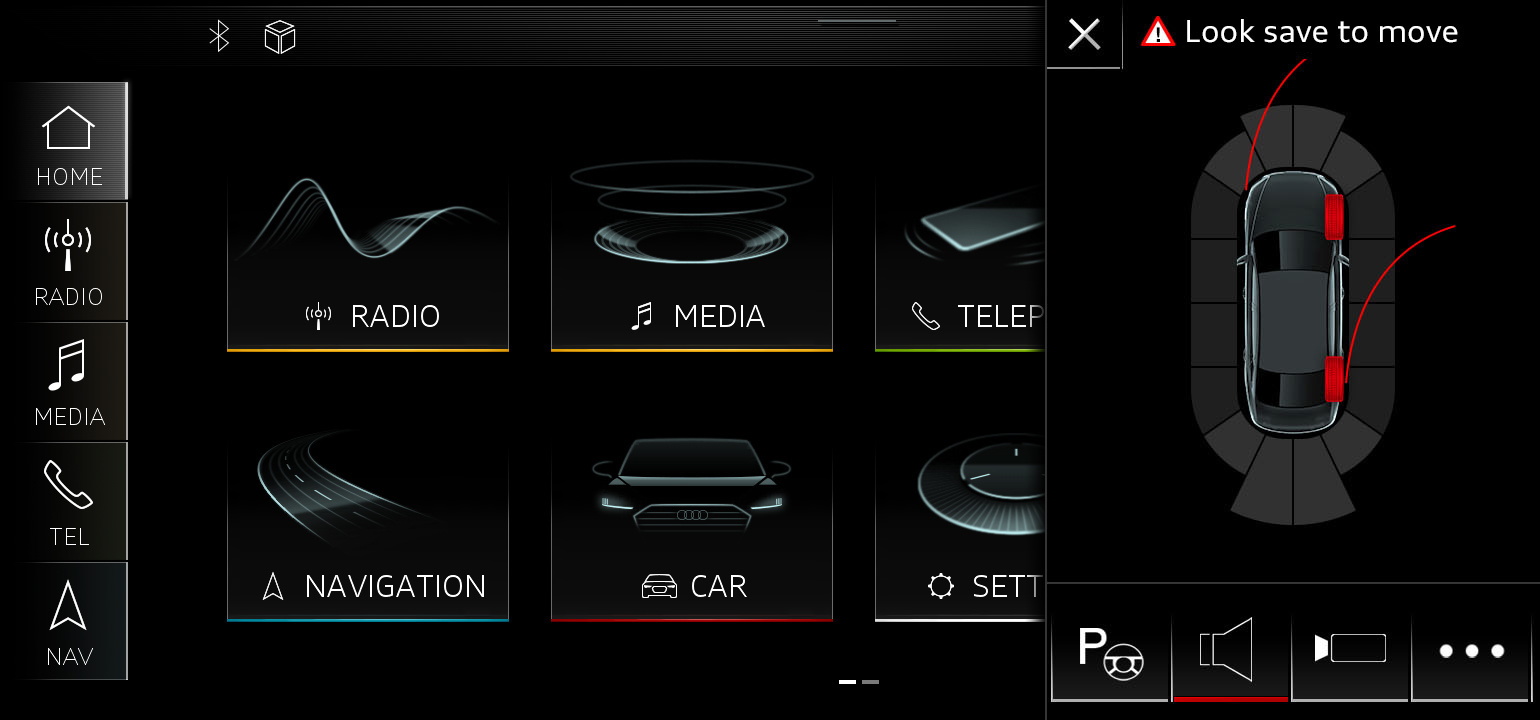 Look save to move
HOME
RADIO
MEDIA
TEL
NAV
RADIO
MEDIA
TELEP
NAVIGATION
CAR
SETT
P